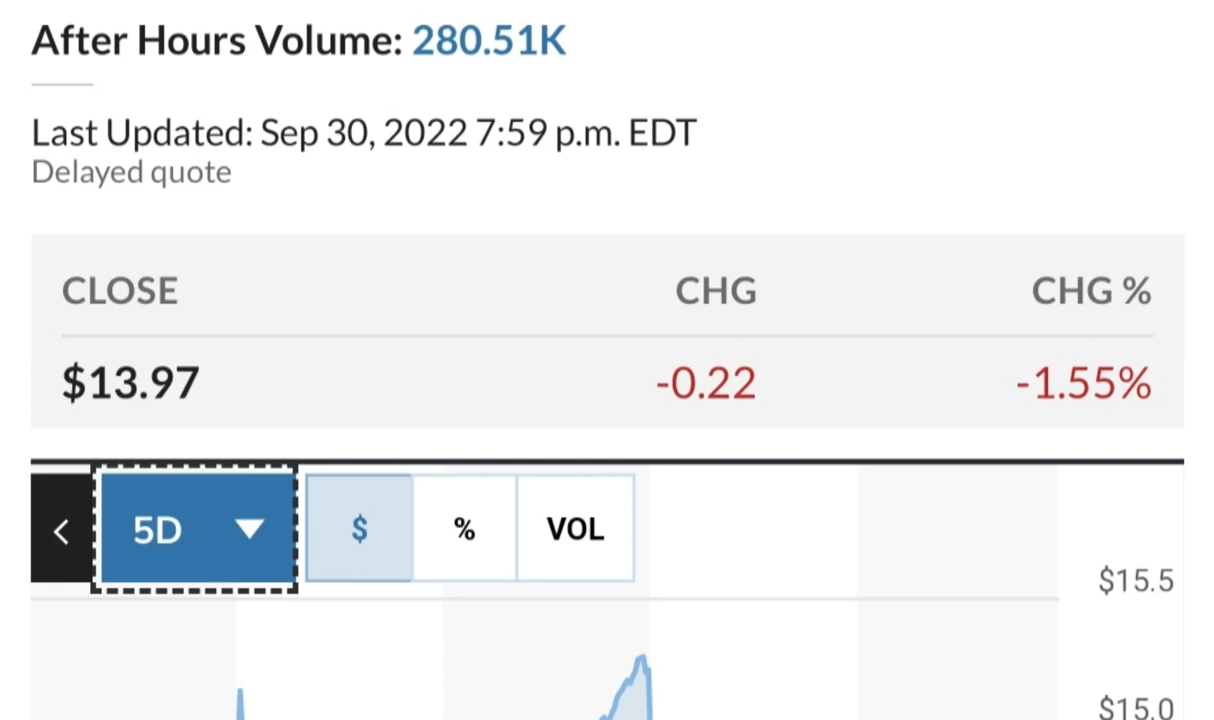 After Hours Volume: 280.51K
Last Updated: Sep 30, 2022 7:59 p.m. EDT
Delayed quote
CLOSE CHG CHG %
$13.97 -0.22 -1.55%
5D $ % VOL
$15.5
$15.0